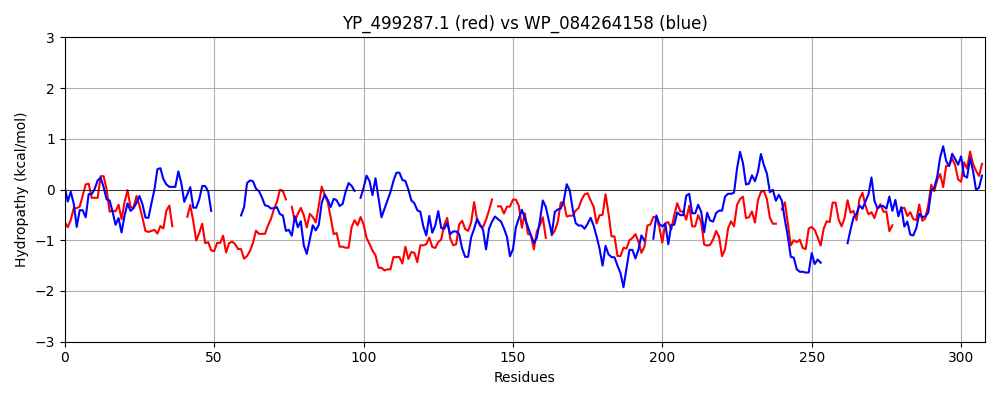 YP_499287.1 (red) vs WP_084264158 (blue)
Hydropathy (kcal/mol)
3
2
1
0
−1
−2
−3
0 50 100 150 200 250 300
Residues